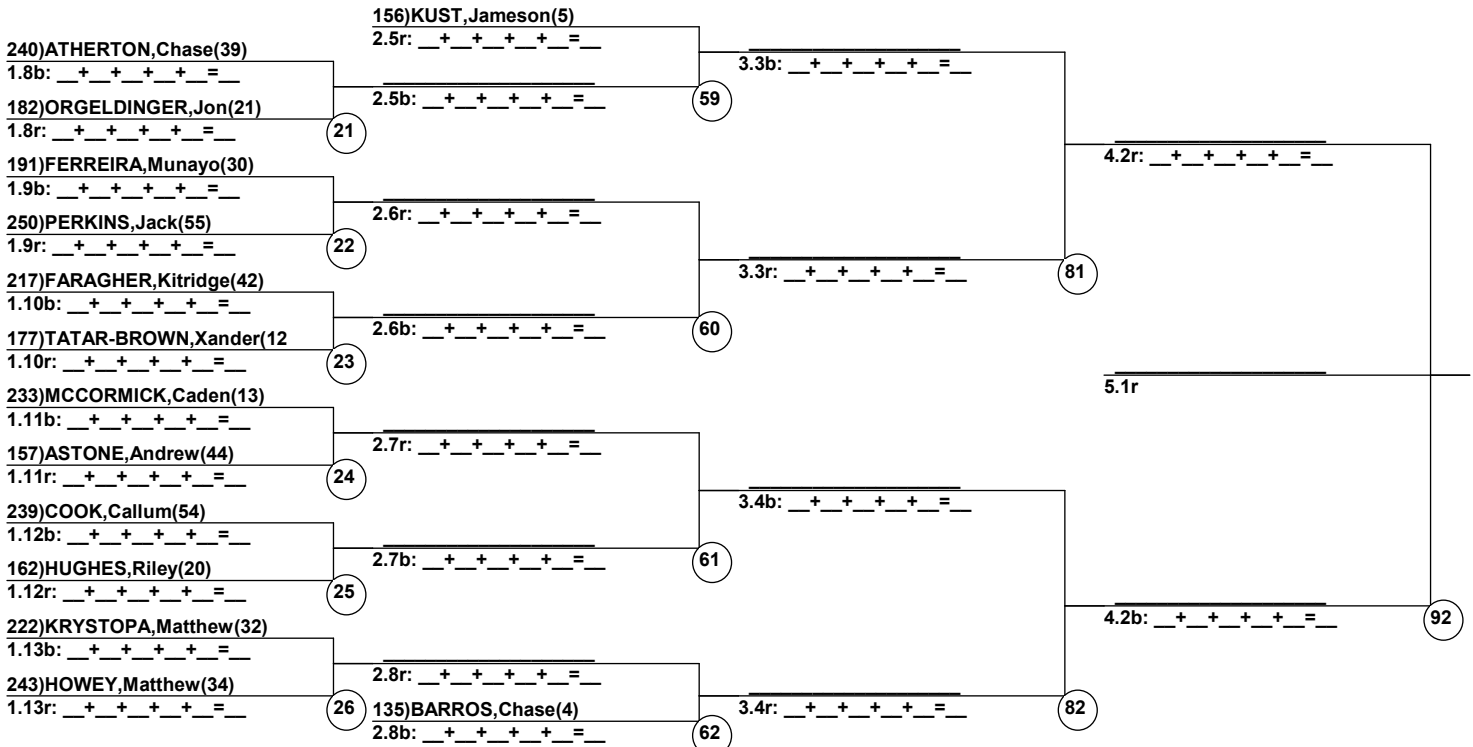 156)KUST,Jameson(5)
2.5r: __+__+__+__+__=__
240)ATHERTON,Chase(39)
1.8b: __+__+__+__+__=__
182)ORGELDINGER,Jon(21)
1.8r: __+__+__+__+__=__
21
2.5b: __+__+__+__+__=__
59
3.3b: __+__+__+__+__=__
191)FERREIRA,Munayo(30)
1.9b: __+__+__+__+__=__
250)PERKINS,Jack(55)
1.9r: __+__+__+__+__=__
22
2.6r: __+__+__+__+__=__
217)FARAGHER,Kitridge(42)
1.10b: __+__+__+__+__=__
177)TATAR-BROWN,Xander(12
1.10r: __+__+__+__+__=__
23
2.6b: __+__+__+__+__=__
60
3.3r: __+__+__+__+__=__
81
4.2r: __+__+__+__+__=__
233)MCCORMICK,Caden(13)
1.11b: __+__+__+__+__=__
157)ASTONE,Andrew(44)
1.11r: __+__+__+__+__=__
24
2.7r: __+__+__+__+__=__
239)COOK,Callum(54)
1.12b: __+__+__+__+__=__
162)HUGHES,Riley(20)
1.12r: __+__+__+__+__=__
25
2.7b: __+__+__+__+__=__
61
3.4b: __+__+__+__+__=__
222)KRYSTOPA,Matthew(32)
1.13b: __+__+__+__+__=__
243)HOWEY,Matthew(34)
1.13r: __+__+__+__+__=__
26
2.8r: __+__+__+__+__=__
135)BARROS,Chase(4)
2.8b: __+__+__+__+__=__
62
3.4r: __+__+__+__+__=__
82
4.2b: __+__+__+__+__=__
92
5.1r